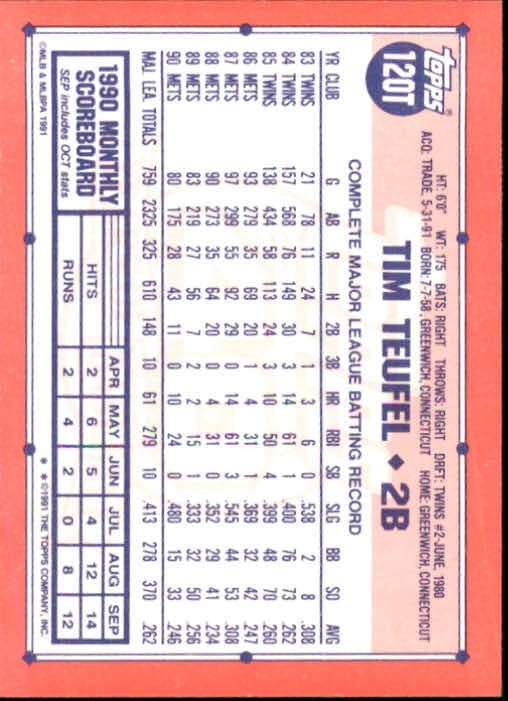 topps®
120T
HT: 6'0" WT: 175 BATS: RIGHT THROWS: RIGHT DRFT: TWINS #2-JUNE, 1980
ACQ: TRADE, 5-31-91 BORN: 7-7-58, GREENWICH, CONNECTICUT HOME: GREENWICH, CONNECTICUT
TIM TEUFEL ♦ 2B
COMPLETE MAJOR LEAGUE BATTING RECORD
YR CLUB G AB R H 2B 3B HR RBI SB SLG BB SO AVG
83 TWINS 21 78 11 24 7 1 3 6 0 .538 2 8 .308
84 TWINS 157 568 76 149 30 3 14 61 1 .400 76 73 .262
85 TWINS 138 434 58 113 24 3 10 50 4 .399 48 70 .260
86 METS 93 279 35 69 20 1 4 31 1 .369 32 42 .247
87 METS 97 299 55 92 29 0 14 61 3 .545 44 53 .308
88 METS 90 273 35 64 20 0 4 31 0 .352 29 41 .234
89 METS 83 219 27 56 7 2 2 15 1 .333 32 50 .256
90 METS 80 175 28 43 11 0 10 24 0 .480 15 33 .246
MAJ. LEA. TOTALS 759 2325 325 610 148 10 61 279 10 .413 278 370 .262
1990 MONTHLY
SCOREBOARD
SEP includes OCT stats
APR MAY JUN JUL AUG SEP
HITS 2 6 5 4 12 14
RUNS 2 4 2 0 8 12
©MLB & MLBPA 1991
* * ©1991 THE TOPPS COMPANY, INC.